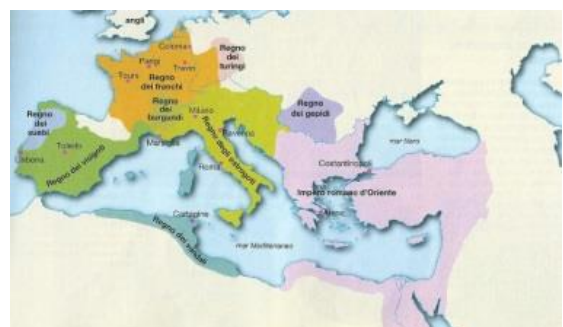 angli
Colonia
Regno
dei
turingi
Parigi
Tours
Regno
dei franchi
Regno
dei
burgundi
Milano
Ravenna
Regno
dei gepidi
Regno
dei
suebi
Toledo
Lisbona
Regno dei visigoti
Roma
Regno degli ostrogoti
mar Nero
Costantinopoli
Impero romano d'Oriente
Atene
Cartagine
Regno dei vandali
mar Mediterraneo